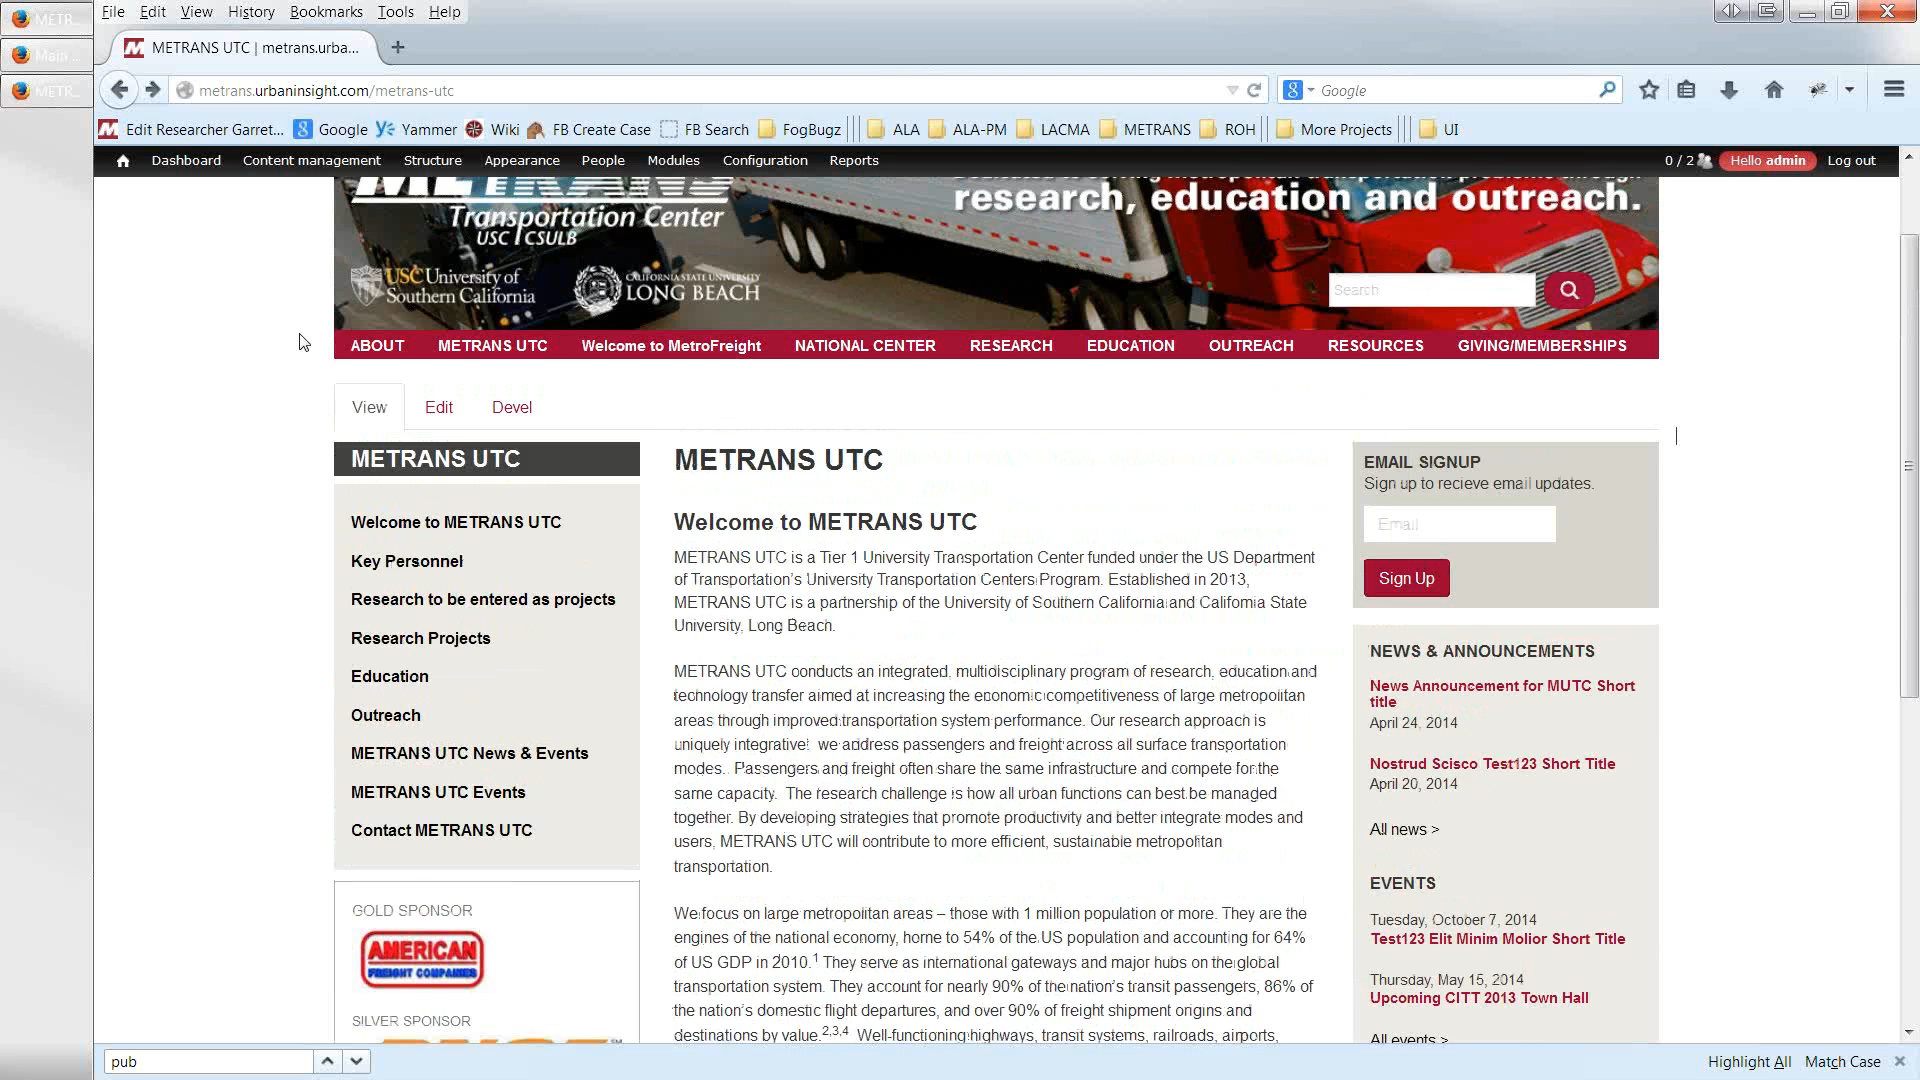 METR...
File Edit View History Bookmarks Tools Help
Main ...
METR...
METRANS UTC | metrans.urba...
metrans.urbaninsight.com/metrans-utc
Google
Edit Researcher Garret... Google Yammer Wiki FB Create Case FB Search FogBugz ALA ALA-PM LACMA METRANS ROH More Projects UI
Dashboard Content management Structure Appearance People Modules Configuration Reports 0 / 2 Hello admin Log out
METRANS
Transportation Center
USC | CSULB
research, education and outreach.
USC University of
Southern California
CALIFORNIA STATE UNIVERSITY
LONG BEACH
Search
ABOUT METRANS UTC Welcome to MetroFreight NATIONAL CENTER RESEARCH EDUCATION OUTREACH RESOURCES GIVING/MEMBERSHIPS
View Edit Devel
METRANS UTC
Welcome to METRANS UTC
Key Personnel
Research to be entered as projects
Research Projects
Education
Outreach
METRANS UTC News & Events
METRANS UTC Events
Contact METRANS UTC
GOLD SPONSOR
AMERICAN
FREIGHT COMPANIES
SILVER SPONSOR
METRANS UTC
Welcome to METRANS UTC
METRANS UTC is a Tier 1 University Transportation Center funded under the US Department
of Transportation's University Transportation Centers Program. Established in 2013,
METRANS UTC is a partnership of the University of Southern California and California State
University, Long Beach.
METRANS UTC conducts an integrated, multidisciplinary program of research, education and
technology transfer aimed at increasing the economic competitiveness of large metropolitan
areas through improved transportation system performance. Our research approach is
uniquely integrative: we address passengers and freight across all surface transportation
modes. Passengers and freight often share the same infrastructure and compete for the
same capacity. The research challenge is how all urban functions can best be managed
together. By developing strategies that promote productivity and better integrate modes and
users, METRANS UTC will contribute to more efficient, sustainable metropolitan
transportation.
We focus on large metropolitan areas – those with 1 million population or more. They are the
engines of the national economy, home to 54% of the US population and accounting for 64%
of US GDP in 2010.1 They serve as international gateways and major hubs on the global
transportation system. They account for nearly 90% of the nation's transit passengers, 86% of
the nation's domestic flight departures, and over 90% of freight shipment origins and
destinations by value.2,3,4 Well-functioning highways, transit systems, railroads, airports,
EMAIL SIGNUP
Sign up to recieve email updates.
Email
Sign Up
NEWS & ANNOUNCEMENTS
News Announcement for MUTC Short
title
April 24, 2014
Nostrud Scisco Test123 Short Title
April 20, 2014
All news >
EVENTS
Tuesday, October 7, 2014
Test123 Elit Minim Molior Short Title
Thursday, May 15, 2014
Upcoming CITT 2013 Town Hall
All events >
pub
Highlight All Match Case